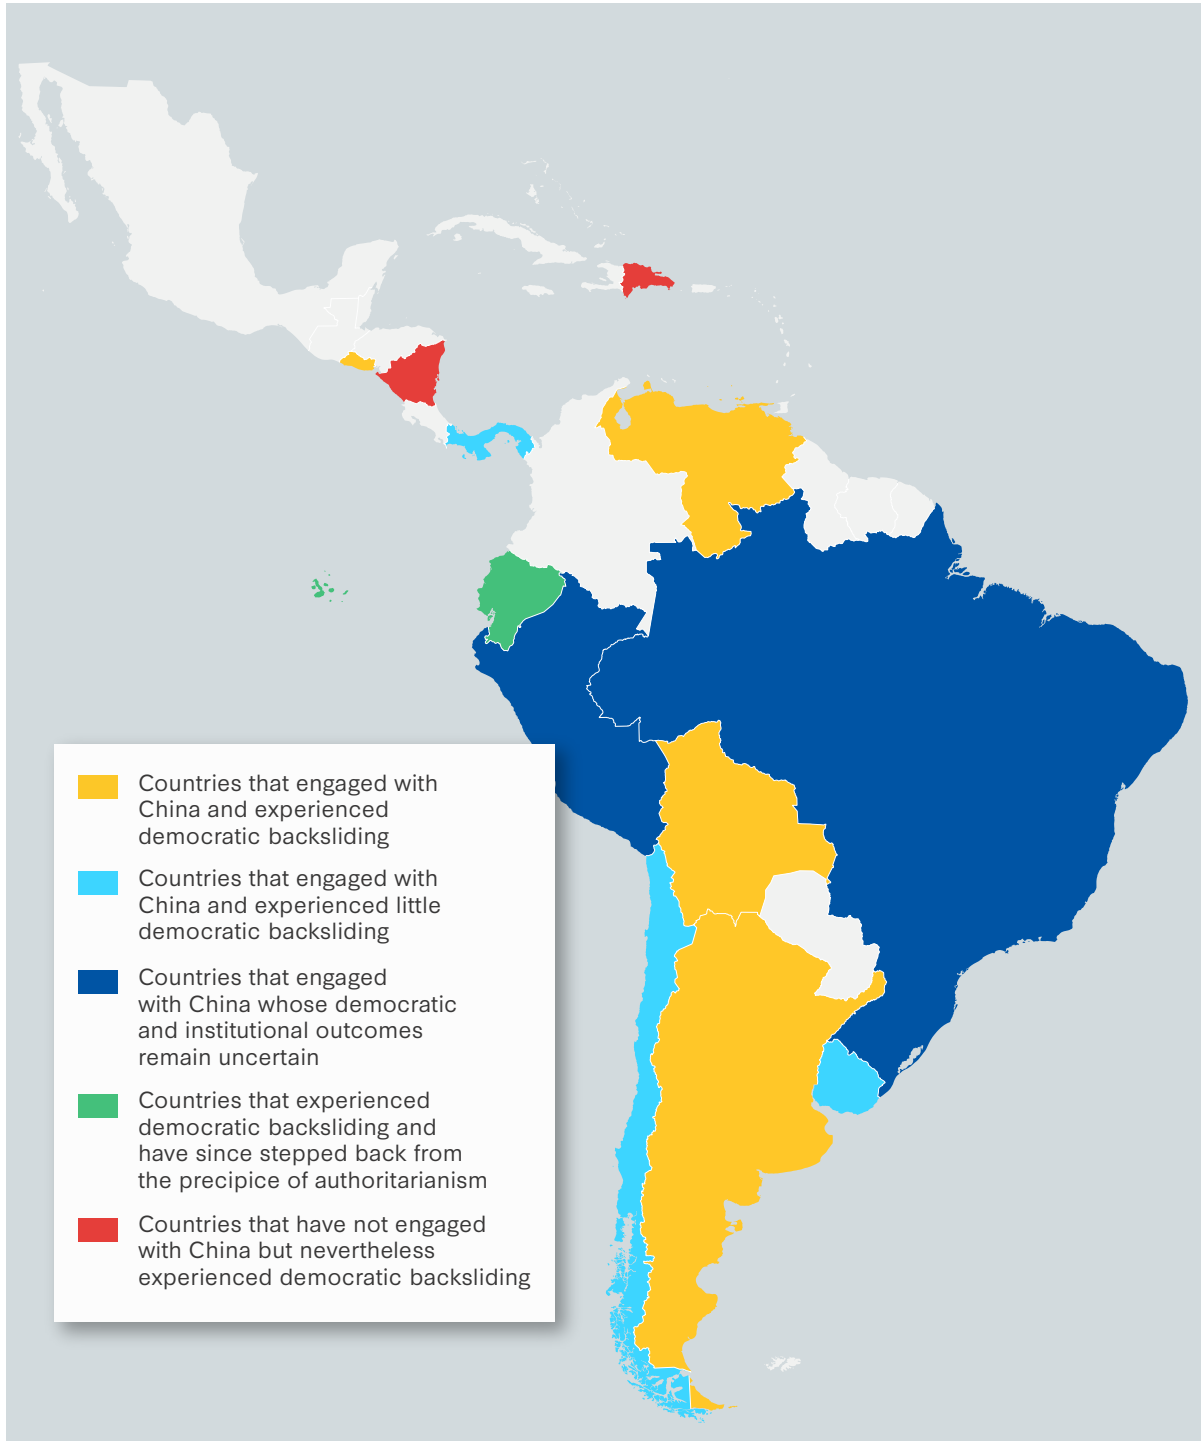 Countries that engaged with
China and experienced
democratic backsliding
Countries that engaged with
China and experienced little
democratic backsliding
Countries that engaged
with China whose democratic
and institutional outcomes
remain uncertain
Countries that experienced
democratic backsliding and
have since stepped back from
the precipice of authoritarianism
Countries that have not engaged
with China but nevertheless
experienced democratic backsliding